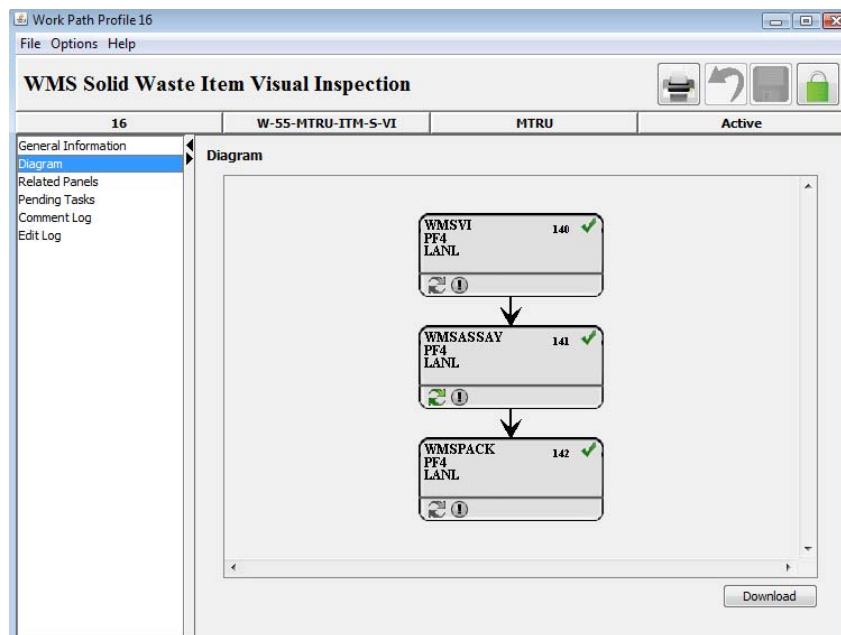 Work Path Profile 16
File Options Help
WMS Solid Waste Item Visual Inspection
16 W-55-MTRU-ITM-S-VI MTRU Active
General Information
Diagram
Related Panels
Pending Tasks
Comment Log
Edit Log
Diagram
WMSVI 140
PF4
LANL
WMSASSAY 141
PF4
LANL
WMSPACK 142
PF4
LANL
Download